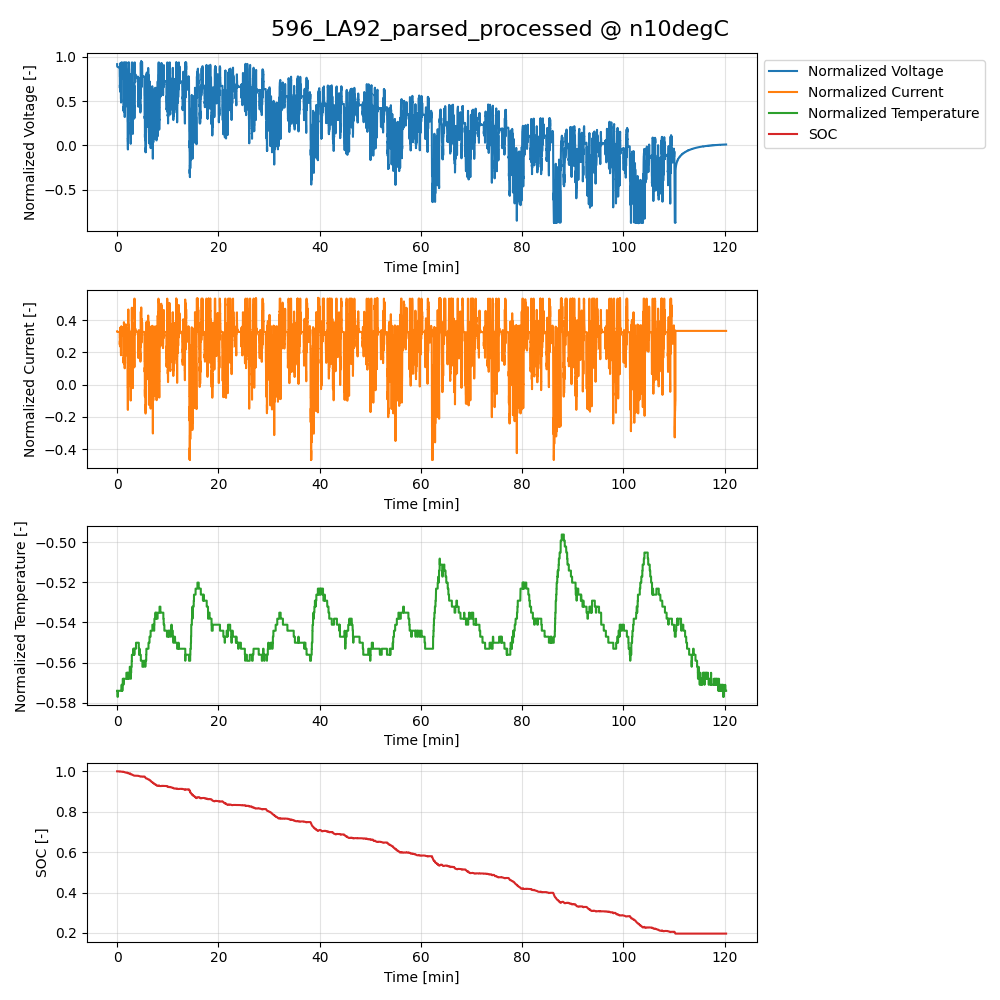 596_LA92_parsed_processed @ n10degC
Normalized Voltage [-]
1.0
0.5
0.0
−0.5
0 20 40 60 80 100 120
Time [min]
Normalized Voltage
Normalized Current
Normalized Temperature
SOC
Normalized Current [-]
0.4
0.2
0.0
−0.2
−0.4
0 20 40 60 80 100 120
Time [min]
Normalized Temperature [-]
−0.50
−0.52
−0.54
−0.56
−0.58
0 20 40 60 80 100 120
Time [min]
SOC [-]
1.0
0.8
0.6
0.4
0.2
0 20 40 60 80 100 120
Time [min]